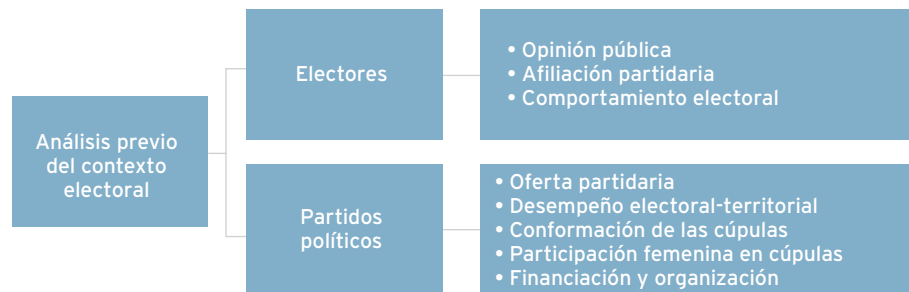 Análisis previo
del contexto
electoral
Electores
• Opinión pública
• Afiliación partidaria
• Comportamiento electoral
Partidos
políticos
• Oferta partidaria
• Desempeño electoral-territorial
• Conformación de las cúpulas
• Participación femenina en cúpulas
• Financiación y organización